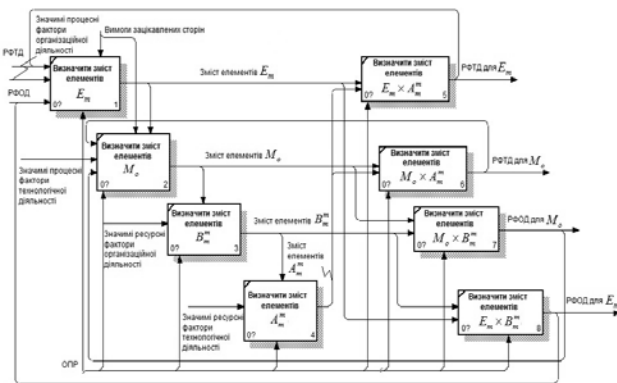 Значимі процесні
фактори
організаційної
діяльності
Вимоги зацікавлених сторін
РФТД
РФОД
Визначити зміст
елементів
E_m
0? 1
Зміст елементів E_m
Визначити зміст
елементів
E_m × A_m^m
0? 5
РФТД для E_m
Визначити зміст
елементів
M_o
0? 2
Зміст елементів M_o
Визначити зміст
елементів
M_o × A_m^m
0? 6
РФТД для M_o
Значимі процесні
фактори
технологічної
діяльності
Визначити зміст
елементів
B_m^m
0? 3
Зміст елементів B_m^m
Визначити зміст
елементів
M_o × B_m^m
0? 7
РФОД для M_o
Значимі ресурсні
фактори
організаційної
діяльності
Зміст
елементів
A_m^m
Визначити зміст
елементів
A_m^m
0? 4
Визначити зміст
елементів
E_m × B_m^m
0? 8
РФОД для E_m
Значимі ресурсні
фактори
технологічної
діяльності
ОПР